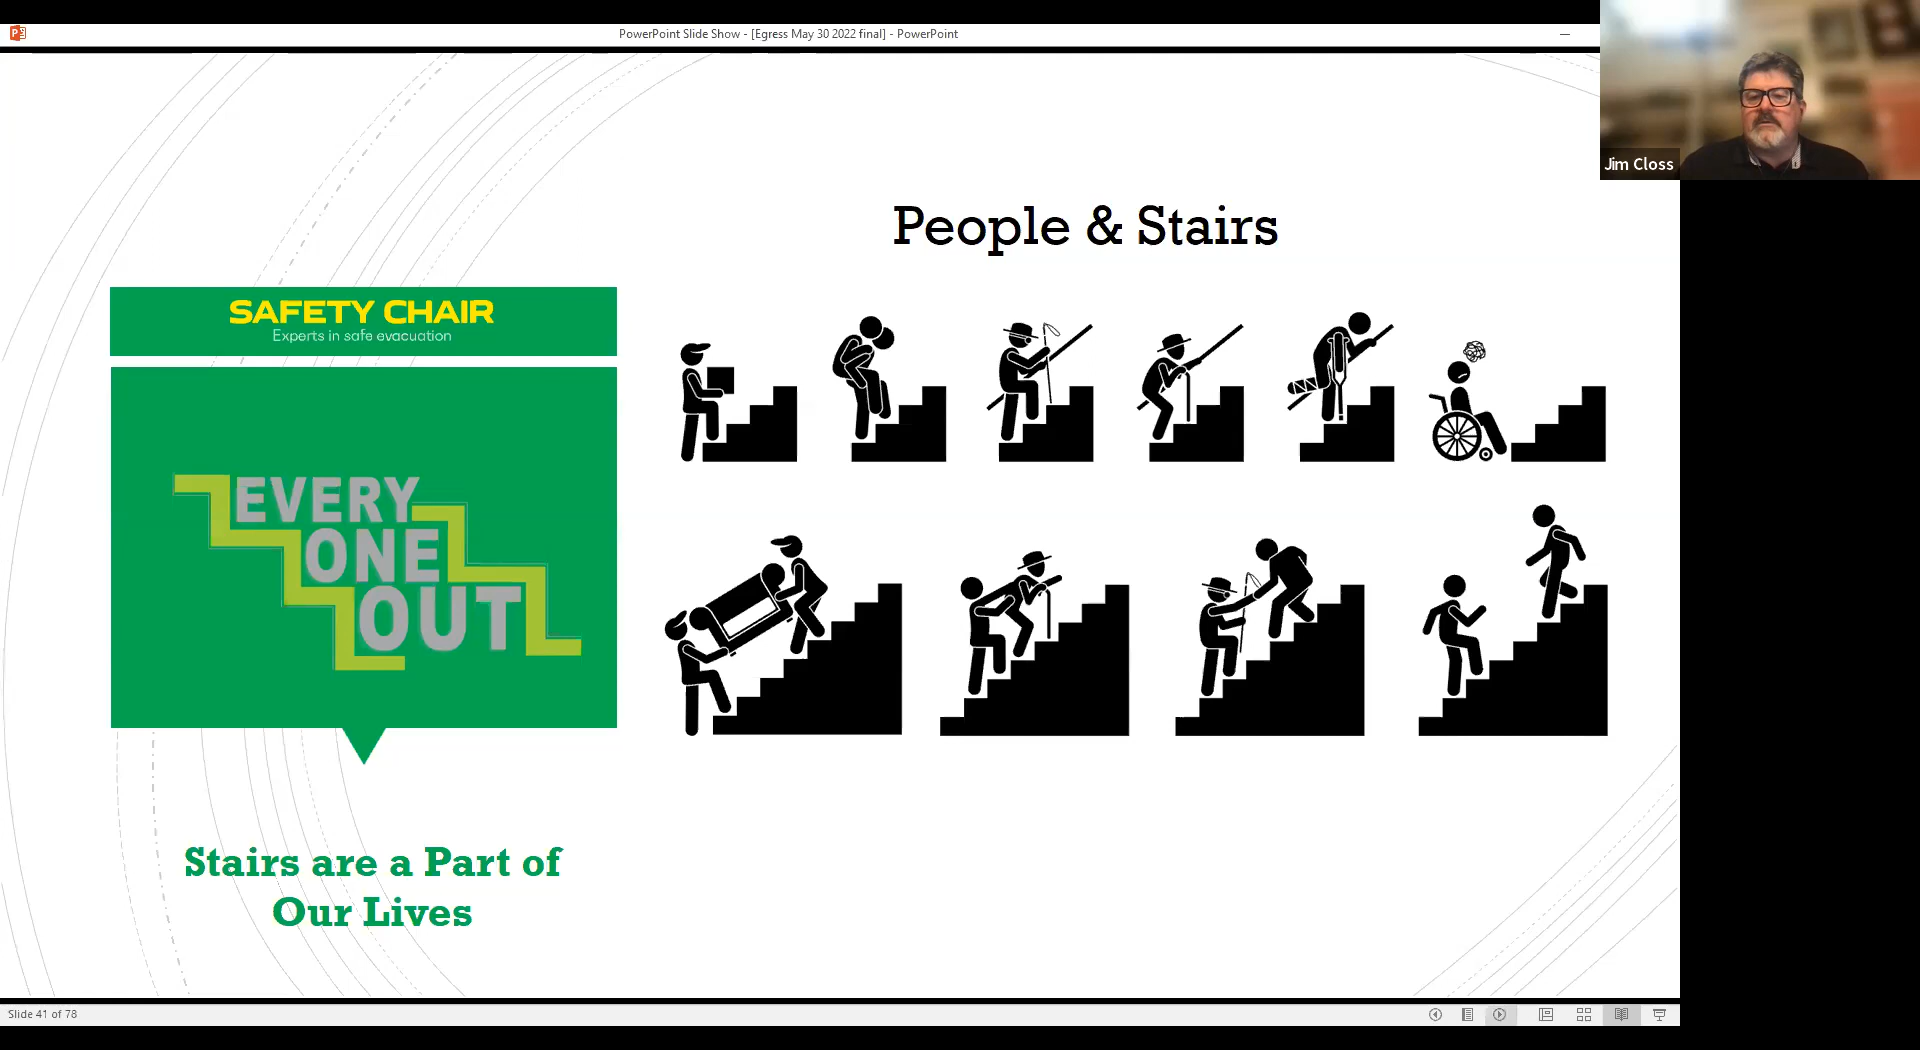 PowerPoint Slide Show - [Egress May 30 2022 final] - PowerPoint
Jim Closs
People & Stairs
SAFETY CHAIR
Experts in safe evacuation
EVERY
ONE
OUT
Stairs are a Part of
Our Lives
Slide 41 of 78